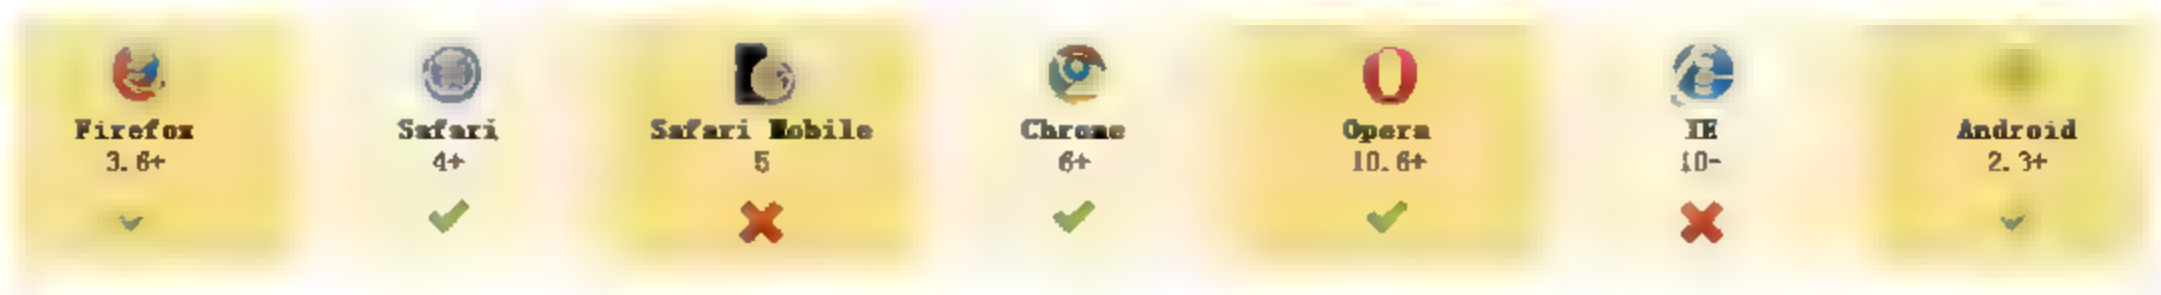 Firefox Safari Safari Mobile Chrome Opera IE Android
3.6+ 4+ 5 6+ 10.6+ 10- 2.3+